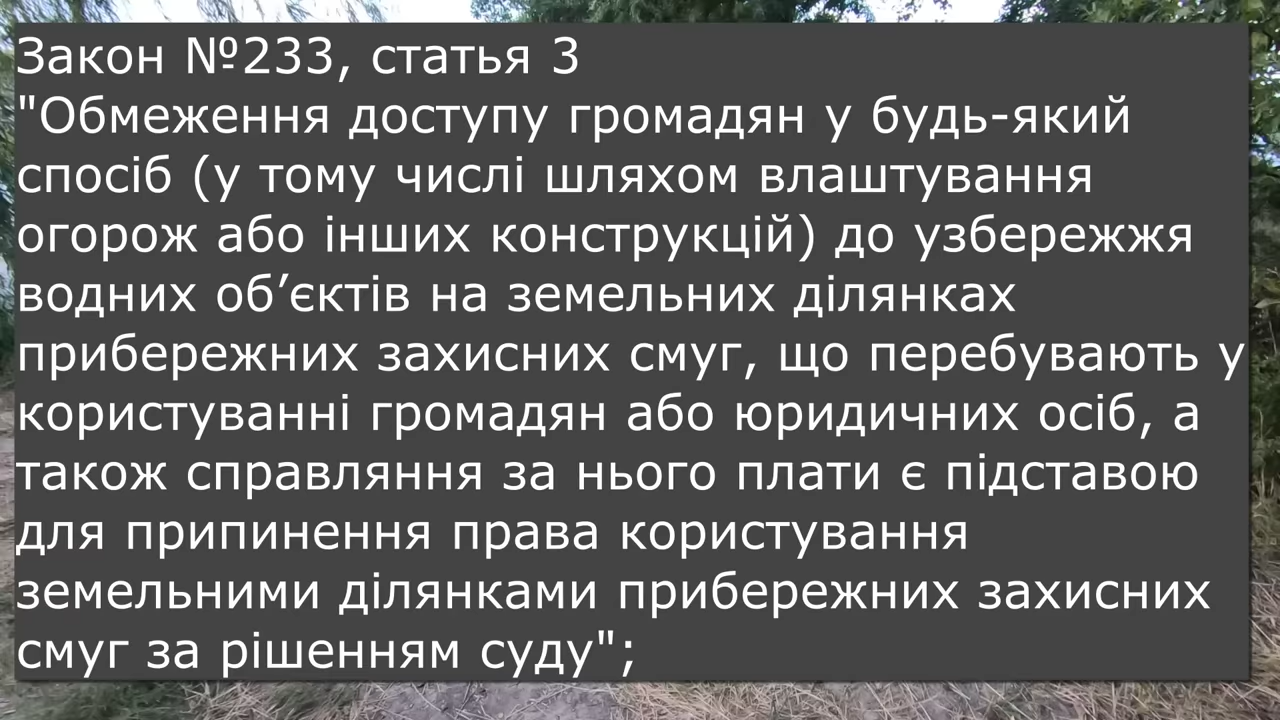 Закон №233, статья 3
"Обмеження доступу громадян у будь-який
спосіб (у тому числі шляхом влаштування
огорож або інших конструкцій) до узбережжя
водних об’єктів на земельних ділянках
прибережних захисних смуг, що перебувають у
користуванні громадян або юридичних осіб, а
також справляння за нього плати є підставою
для припинення права користування
земельними ділянками прибережних захисних
смуг за рішенням суду";